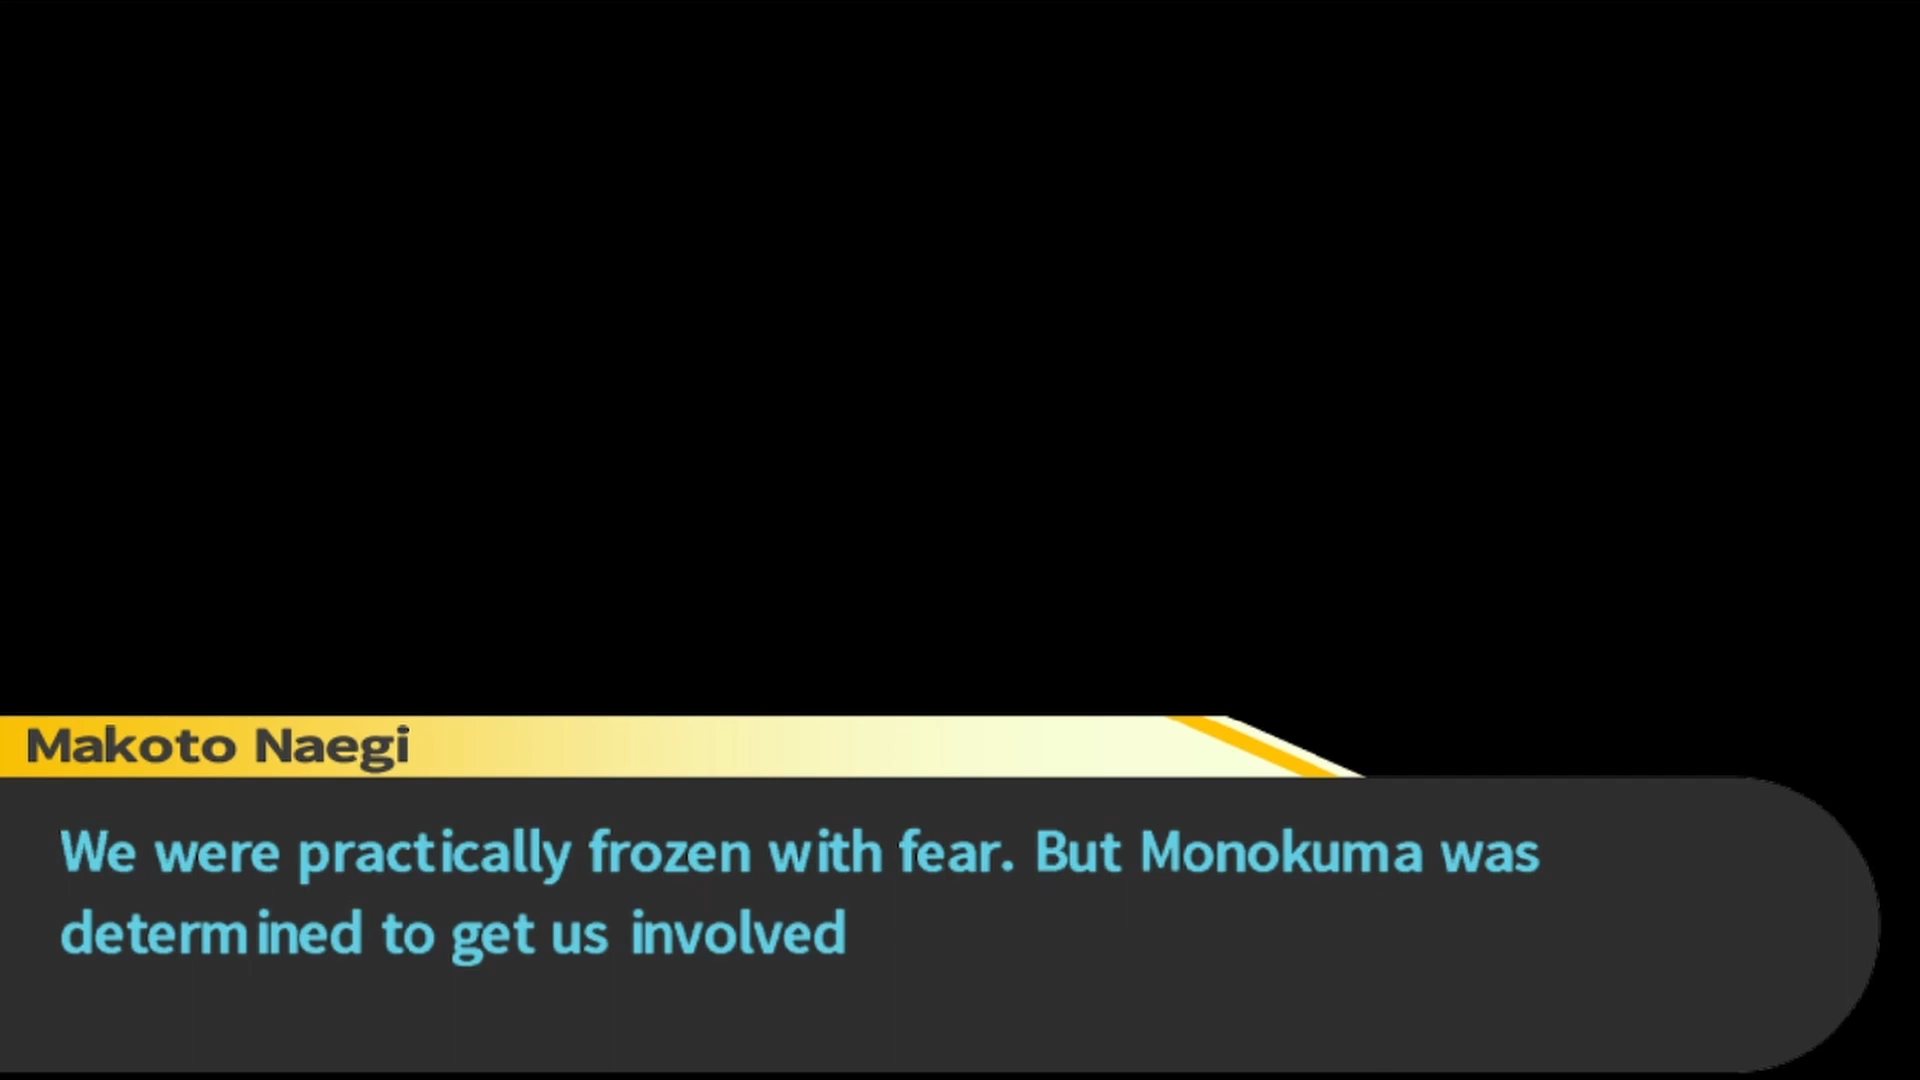 Makoto Naegi
We were practically frozen with fear. But Monokuma was
determined to get us involved